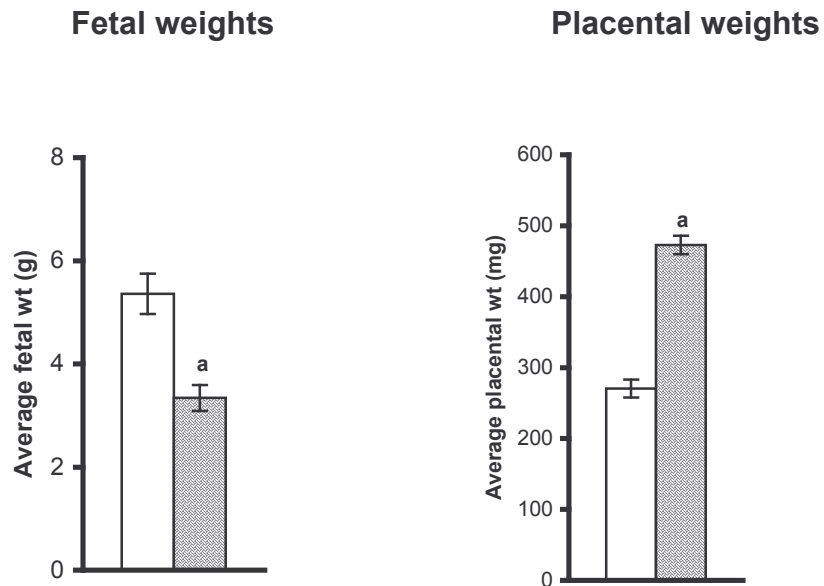 Fetal weights
Average fetal wt (g)
8
6
4
2
0
a
Placental weights
Average placental wt (mg)
600
500
400
300
200
100
0
a